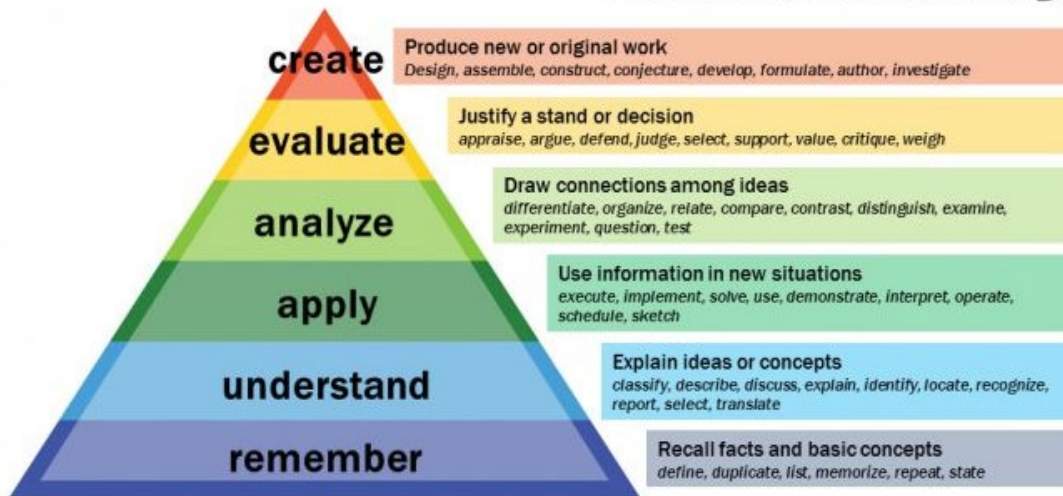 create
Produce new or original work
Design, assemble, construct, conjecture, develop, formulate, author, investigate
evaluate
Justify a stand or decision
appraise, argue, defend, judge, select, support, value, critique, weigh
analyze
Draw connections among ideas
differentiate, organize, relate, compare, contrast, distinguish, examine,
experiment, question, test
apply
Use information in new situations
execute, implement, solve, use, demonstrate, interpret, operate,
schedule, sketch
understand
Explain ideas or concepts
classify, describe, discuss, explain, identify, locate, recognize,
report, select, translate
remember
Recall facts and basic concepts
define, duplicate, list, memorize, repeat, state